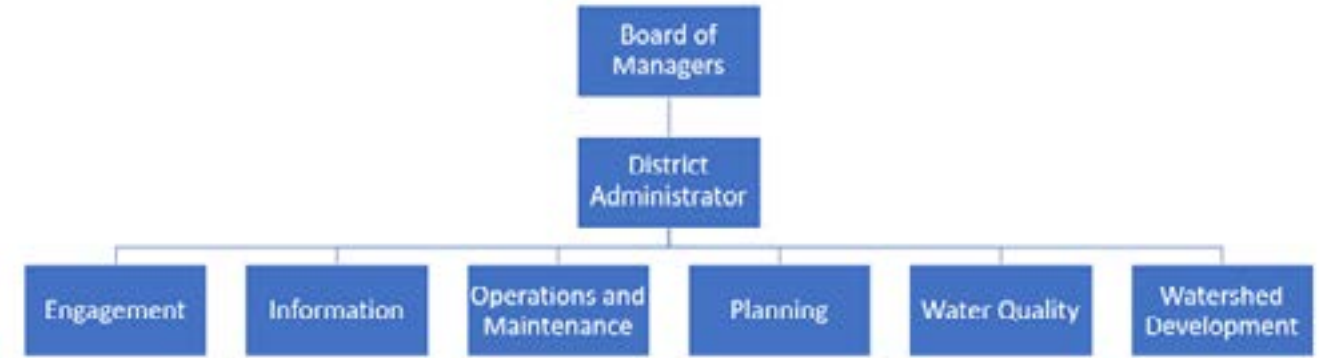 Board of
Managers
District
Administrator
Engagement
Information
Operations and
Maintenance
Planning
Water Quality
Watershed
Development